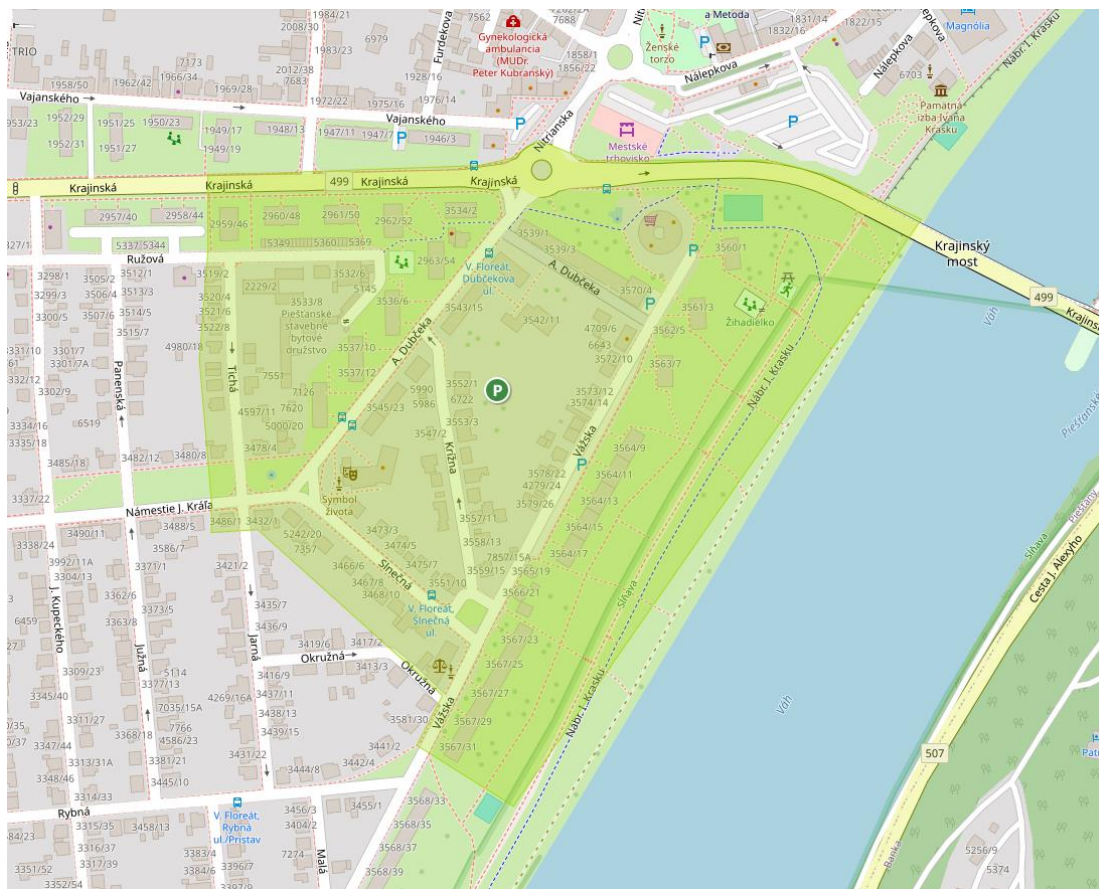 TRIO
1984/21
2008/30
1983/23
6979
7562
7688
Gynekologická
ambulancia
(MUDr.
Peter Kubranský)
Furdekova
1858/1
1856/22
Ženské
torzo
a Metoda
1831/14
1832/16
1822/15
Nálepkova
Magnólia
Nábr. I. Krasku
7173
1966/34
1958/50
1962/42
1969/28
2012/38
7683
1928/16
1972/22
1975/16
1976/14
Nálepkova
Nálepkova
6703
Pamätná
izba Ivana
Krasku
Vajanského
Vajanského
1952/29
1951/25
1950/23
1949/17
1948/13
1947/11
1947/7
1946/3
P
P
P
P
1952/31
1951/27
1949/19
Nitrianska
Mestské
trhovisko
Krajinská
Krajinská
499
Krajinská
Krajinská
2957/40
2958/44
2959/46
2960/48
2961/50
2962/52
3534/2
3539/1
3539/3
3560/1
Krajinský
most
499
Váh
5337
5344
5349
5360
5369
2963/54
Ružová
V. Floreát,
Dubčekova
ul.
A. Dubčeka
P
3298/1
3505/2
3512/1
3519/2
2229/2
3532/6
5145
3570/4
P
3561/3
Žihadielko
3299/3
3506/4
3513/3
3520/4
3533/8
3536/6
3543/15
3542/11
4709/6
3562/5
3300/5
3507/6
3514/5
3521/6
Piešťanské
stavebné
bytové
družstvo
3515/7
3522/8
6643
3572/10
3563/7
A. Dubčeka
3537/10
3537/12
4980/18
Tichá
7126
3301/7
3301/7A
3302/9
Panenská
5990
5986
3552/1
6722
P
3573/12
3574/14
Nábr. I. Krasku
6519
4597/11
7620
5000/20
3545/23
3553/3
3547/2
Krížna
Vážska
3334/16
3335/18
3478/4
3564/9
3485/18
3482/12
3480/8
3578/22
P
3564/11
4279/24
3579/26
3564/13
3337/22
Symbol
života
Námestie J. Kráľa
3486/1
3432/1
3557/11
3564/15
3338/24
3490/11
3488/5
5242/20
7357
3473/3
3474/5
3558/13
3564/17
3586/7
3992/11A
3304/13
3371/1
3421/2
3466/6
3475/7
7857/15A
3559/15
3565/19
Slnečná
3467/8
3468/10
3551/10
3566/21
Slňava
Slňava
Piešťany
Cesta J. Alexyho
J. Kupeckého
3362/6
3363/8
3373/5
3435/7
3436/9
V. Floreát,
Slnečná
ul.
6459
Južná
Jarná
3419/6
3417/2
3567/23
3309/23
5114
3377/13
Okružná
3413/3
Okružná
3567/25
3345/40
4269/16A
3416/9
3437/11
3567/27
Nábr. I. Krasku
3311/27
7035/15A
7766
3438/13
3581/30
Vážska
3567/29
Váh
3347/44
3368/18
4586/23
3439/15
3441/2
3567/31
3313/31A
3381/21
3431/22
3442/4
507
3348/46
3314/33
3445/10
3444/8
Rybná
V. Floreát,
Rybná
ul./Prístav
3456/3
3404/2
3455/1
3568/33
3568/35
3315/35
3458/13
3383/4
3384/6
3316/37
3317/39
3396/7
7274
Malá
3568/37
3568/39
3351/52
3352/54
3397/9
Banka
5256/9
5374